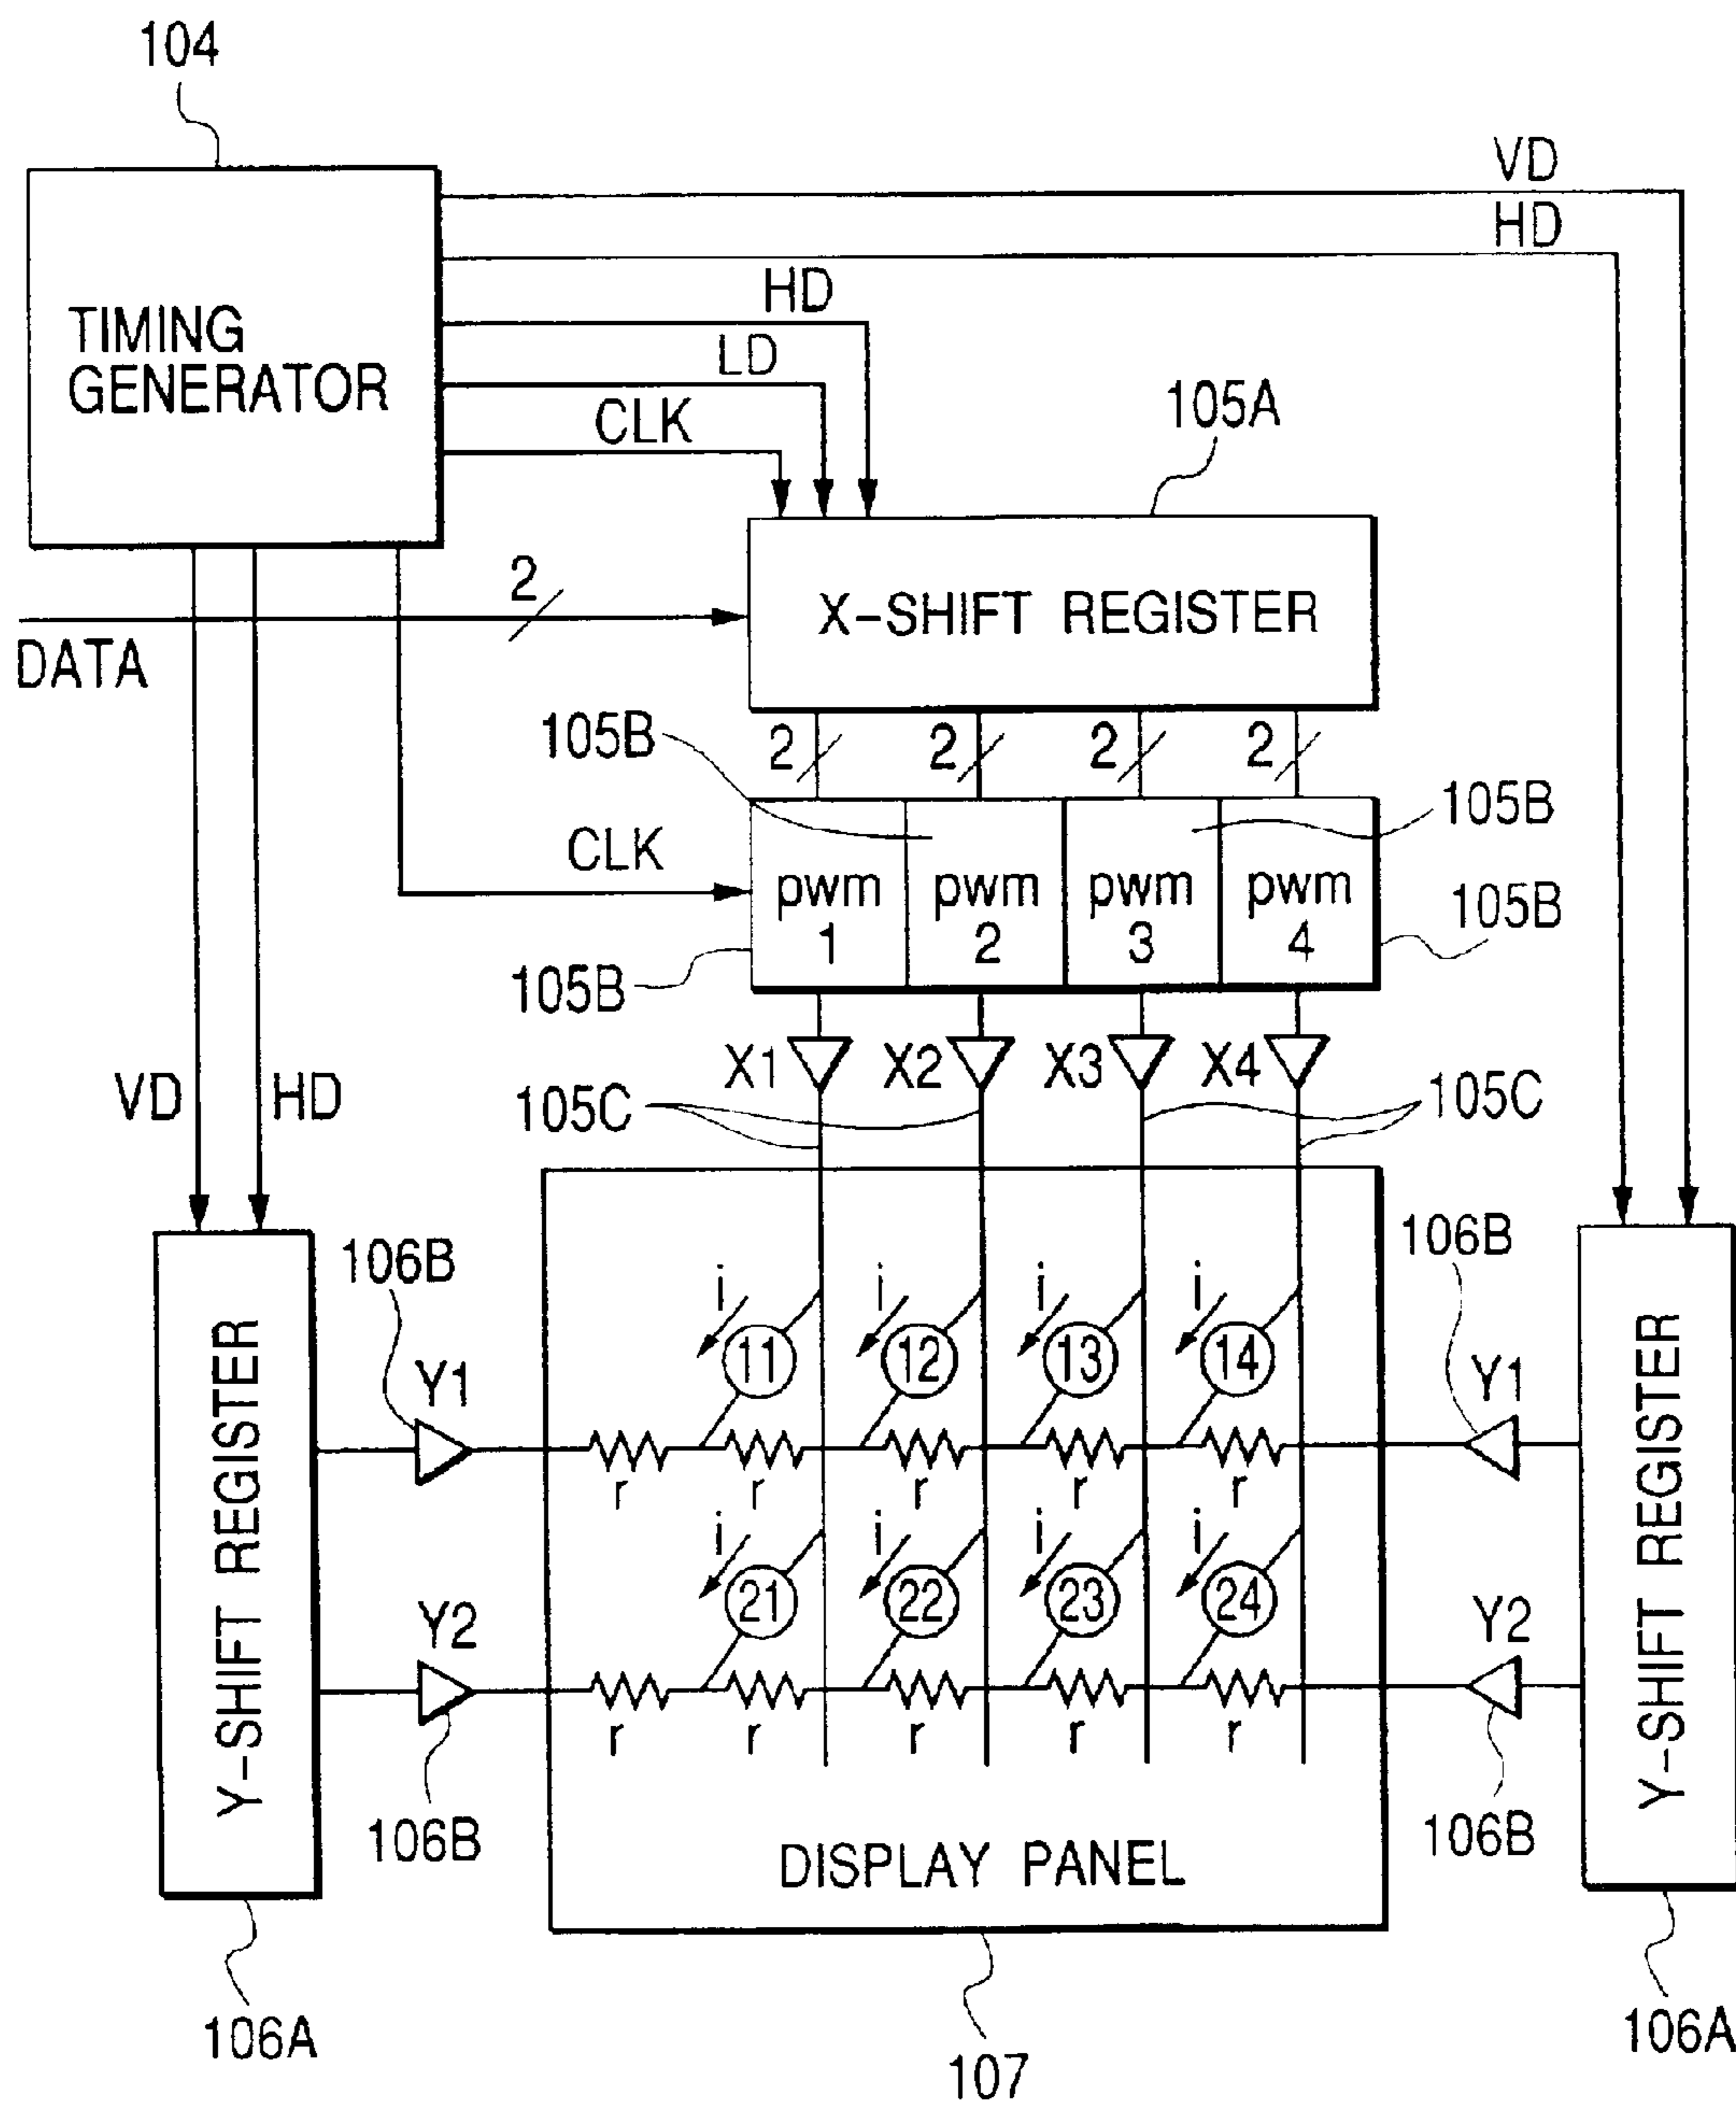 104
VD
HD
HD
TIMING
GENERATOR
LD
CLK
105A
2
X-SHIFT REGISTER
DATA
105B
2
2
2
2
105B
CLK
pwm
1
pwm
2
pwm
3
pwm
4
105B
105B
X1
X2
X3
X4
VD
HD
105C
105C
106B
106B
i
i
i
i
11
12
13
14
Y1
Y1
r
r
r
r
r
i
i
i
i
21
22
23
24
Y2
Y2
r
r
r
r
r
Y-SHIFT REGISTER
Y-SHIFT REGISTER
106B
106B
DISPLAY PANEL
106A
107
106A